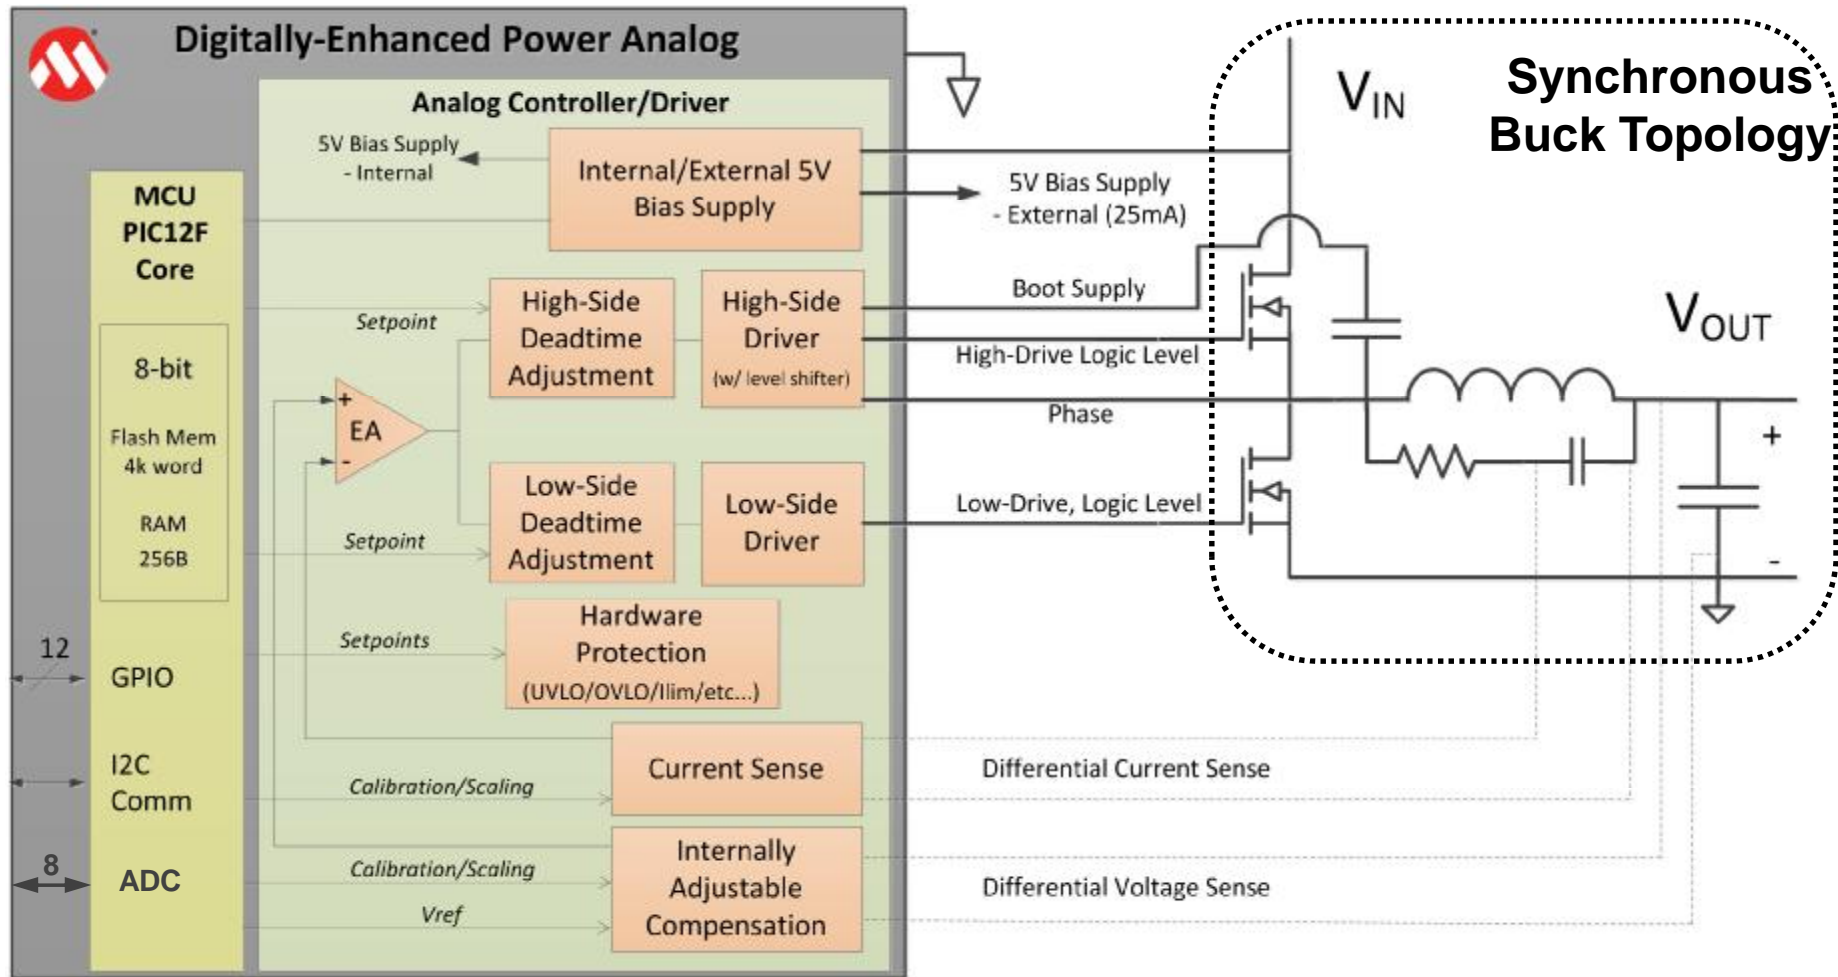 Digitally-Enhanced Power Analog
Analog Controller/Driver
5V Bias Supply
- Internal
Internal/External 5V
Bias Supply
5V Bias Supply
- External (25mA)
V_IN
Synchronous
Buck Topology
MCU
PIC12F
Core
8-bit
Flash Mem
4k word
RAM
256B
Setpoint
High-Side
Deadtime
Adjustment
High-Side
Driver
(w/ level shifter)
Boot Supply
High-Drive Logic Level
Phase
V_OUT
+
-
+
EA
-
Setpoint
Low-Side
Deadtime
Adjustment
Low-Side
Driver
Low-Drive, Logic Level
Setpoints
Hardware
Protection
(UVLO/OVLO/Ilim/etc...)
12
GPIO
I2C
Comm
8
ADC
Calibration/Scaling
Current Sense
Differential Current Sense
Calibration/Scaling
Vref
Internally
Adjustable
Compensation
Differential Voltage Sense